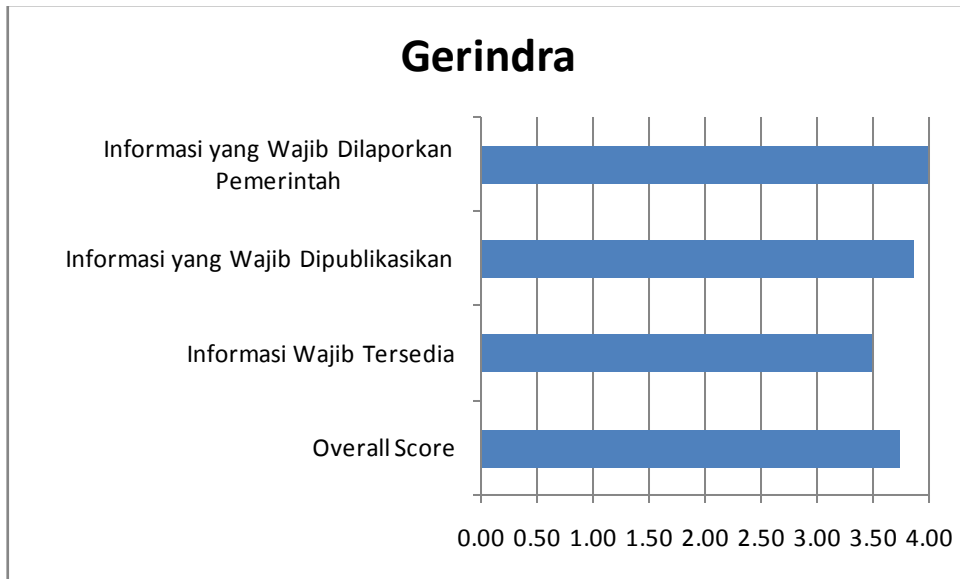 Gerindra
Informasi yang Wajib Dilaporkan
Pemerintah
Informasi yang Wajib Dipublikasikan
Informasi Wajib Tersedia
Overall Score
0.00 0.50 1.00 1.50 2.00 2.50 3.00 3.50 4.00